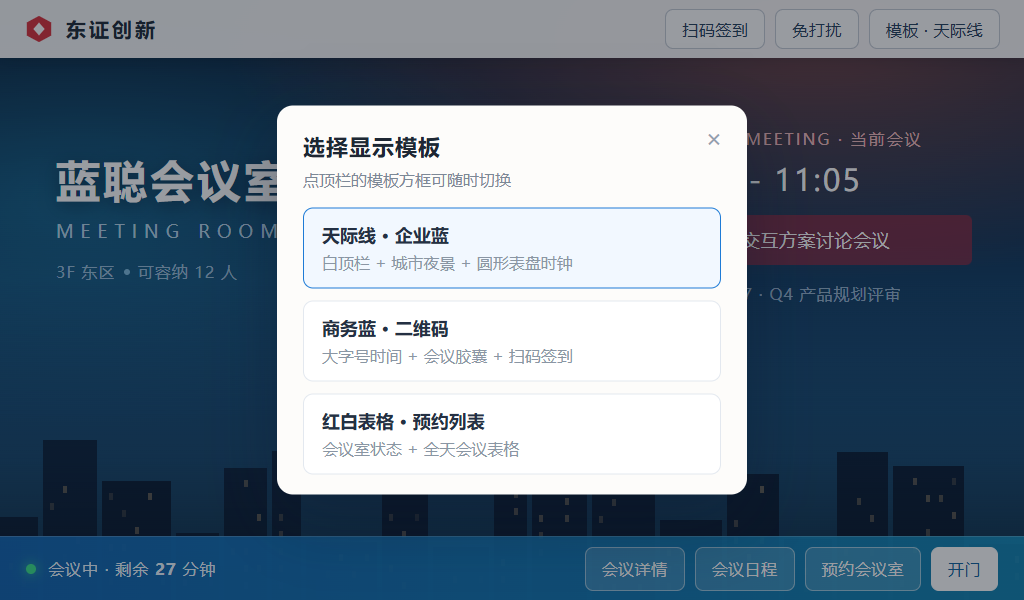 东证创新
扫码签到
免打扰
模板 · 天际线
蓝聪会议室
MEETING ROOM
3F 东区 • 可容纳 12 人
MEETING · 当前会议
- 11:05
交互方案讨论会议
· Q4 产品规划评审
选择显示模板
×
点顶栏的模板方框可随时切换
天际线 • 企业蓝
白顶栏 + 城市夜景 + 圆形表盘时钟
商务蓝 • 二维码
大字号时间 + 会议胶囊 + 扫码签到
红白表格 • 预约列表
会议室状态 + 全天会议表格
会议中 · 剩余 27 分钟
会议详情
会议日程
预约会议室
开门